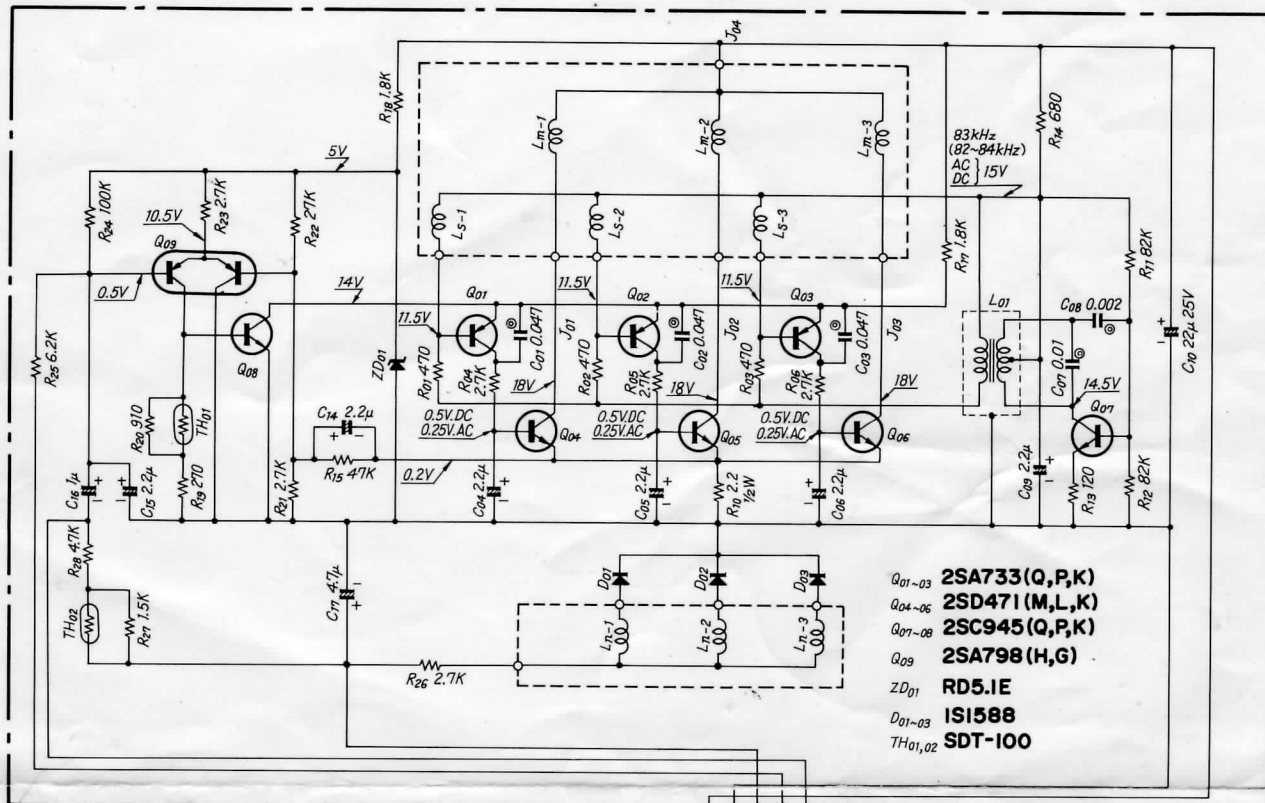 J04
R18 1.8K
Lm-1
Lm-2
Lm-3
R14 680
83kHz
(82~84kHz)
AC
DC } 15V
5V
R24 100K
R23 27K
R22 27K
10.5V
Q09
0.5V
LS-1
LS-2
LS-3
R17 1.8K
R11 82K
14V
Q08
11.5V
Q01
C01 0.047
J01
11.5V
Q02
C02 0.047
J02
11.5V
Q03
C03 0.047
J03
L01
C08 0.002
C07 0.01
C10 22µ 25V
R25 6.2K
ZD01
R01 470
R04 2.7K
18V
R02 470
R05 2.7K
18V
R03 470
R06 2.7K
18V
14.5V
Q07
R20 910
TH01
C14 2.2µ
R15 47K
0.5V.DC
0.25V.AC
Q04
0.5V.DC
0.25V.AC
Q05
0.5V.DC
0.25V.AC
Q06
0.2V
C16 1µ
C15 2.2µ
R19 270
R21 2.7K
C04 2.2µ
C05 2.2µ
R10 2.2
½W
C06 2.2µ
C09 2.2µ
R13 120
R12 82K
R28 4.7K
TH02
R27 1.5K
C17 4.7µ
D01
D02
D03
Ln-1
Ln-2
Ln-3
R26 2.7K
Q01~03 2SA733(Q,P,K)
Q04~06 2SD471(M,L,K)
Q07~08 2SC945(Q,P,K)
Q09 2SA798(H,G)
ZD01 RD5.1E
D01~03 1S1588
TH01,02 SDT-100